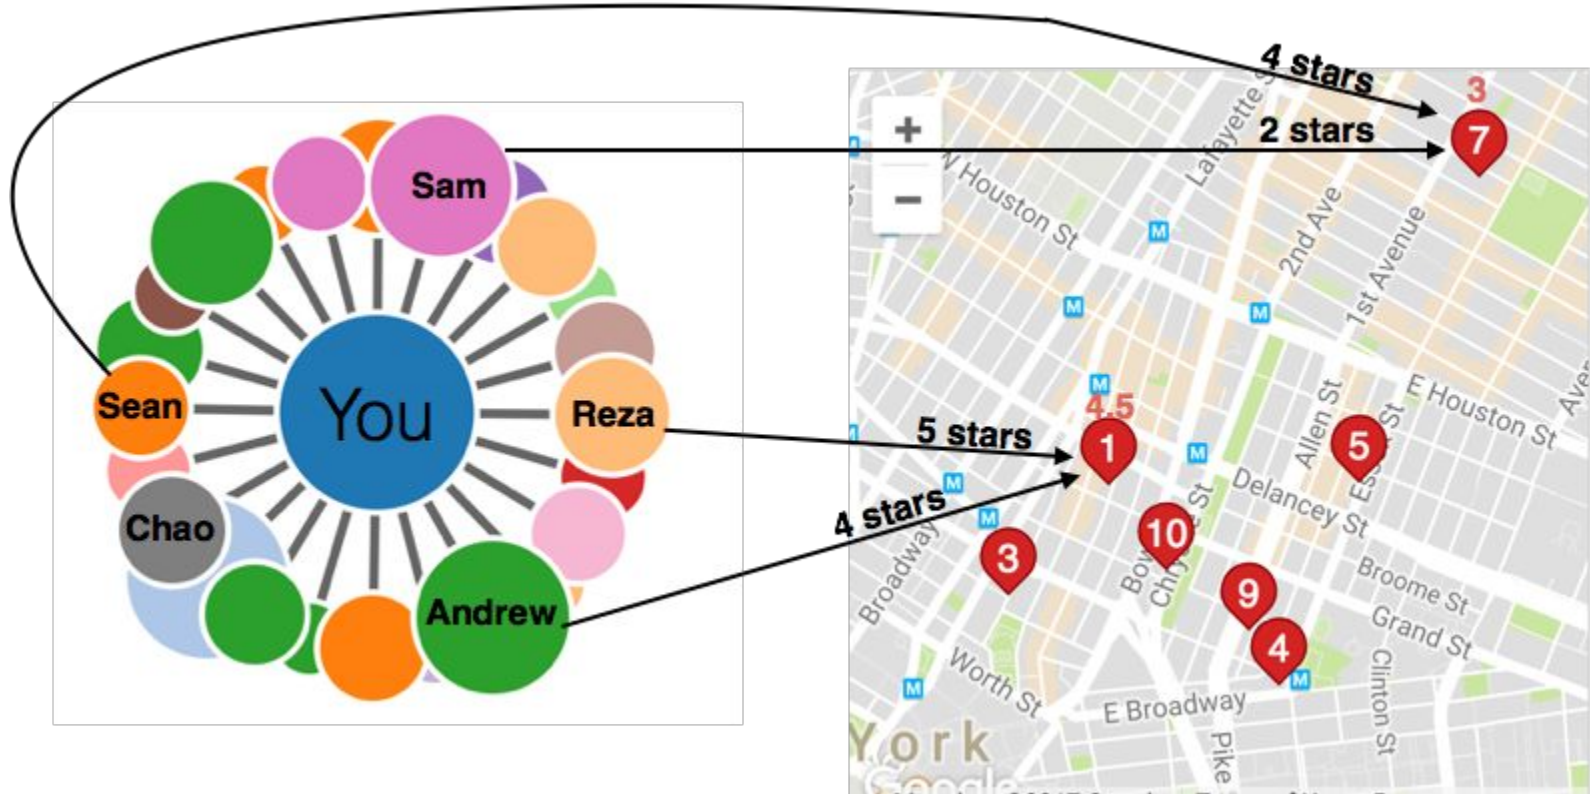 4 stars
3
7
2 stars
Sam
You
Sean
Reza
Chao
Andrew
5 stars
4 stars
4.5
1
5
10
3
9
4
+
−
Lafayette S
W Houston St
2nd Ave
1st Avenue
E Houston St
Aver
Allen St
Delancey St
Broome St
Grand St
Clinton St
Broadway
Worth St
E Broadway
Pike
York
Google
M
M
M
M
M
M
M
M
M